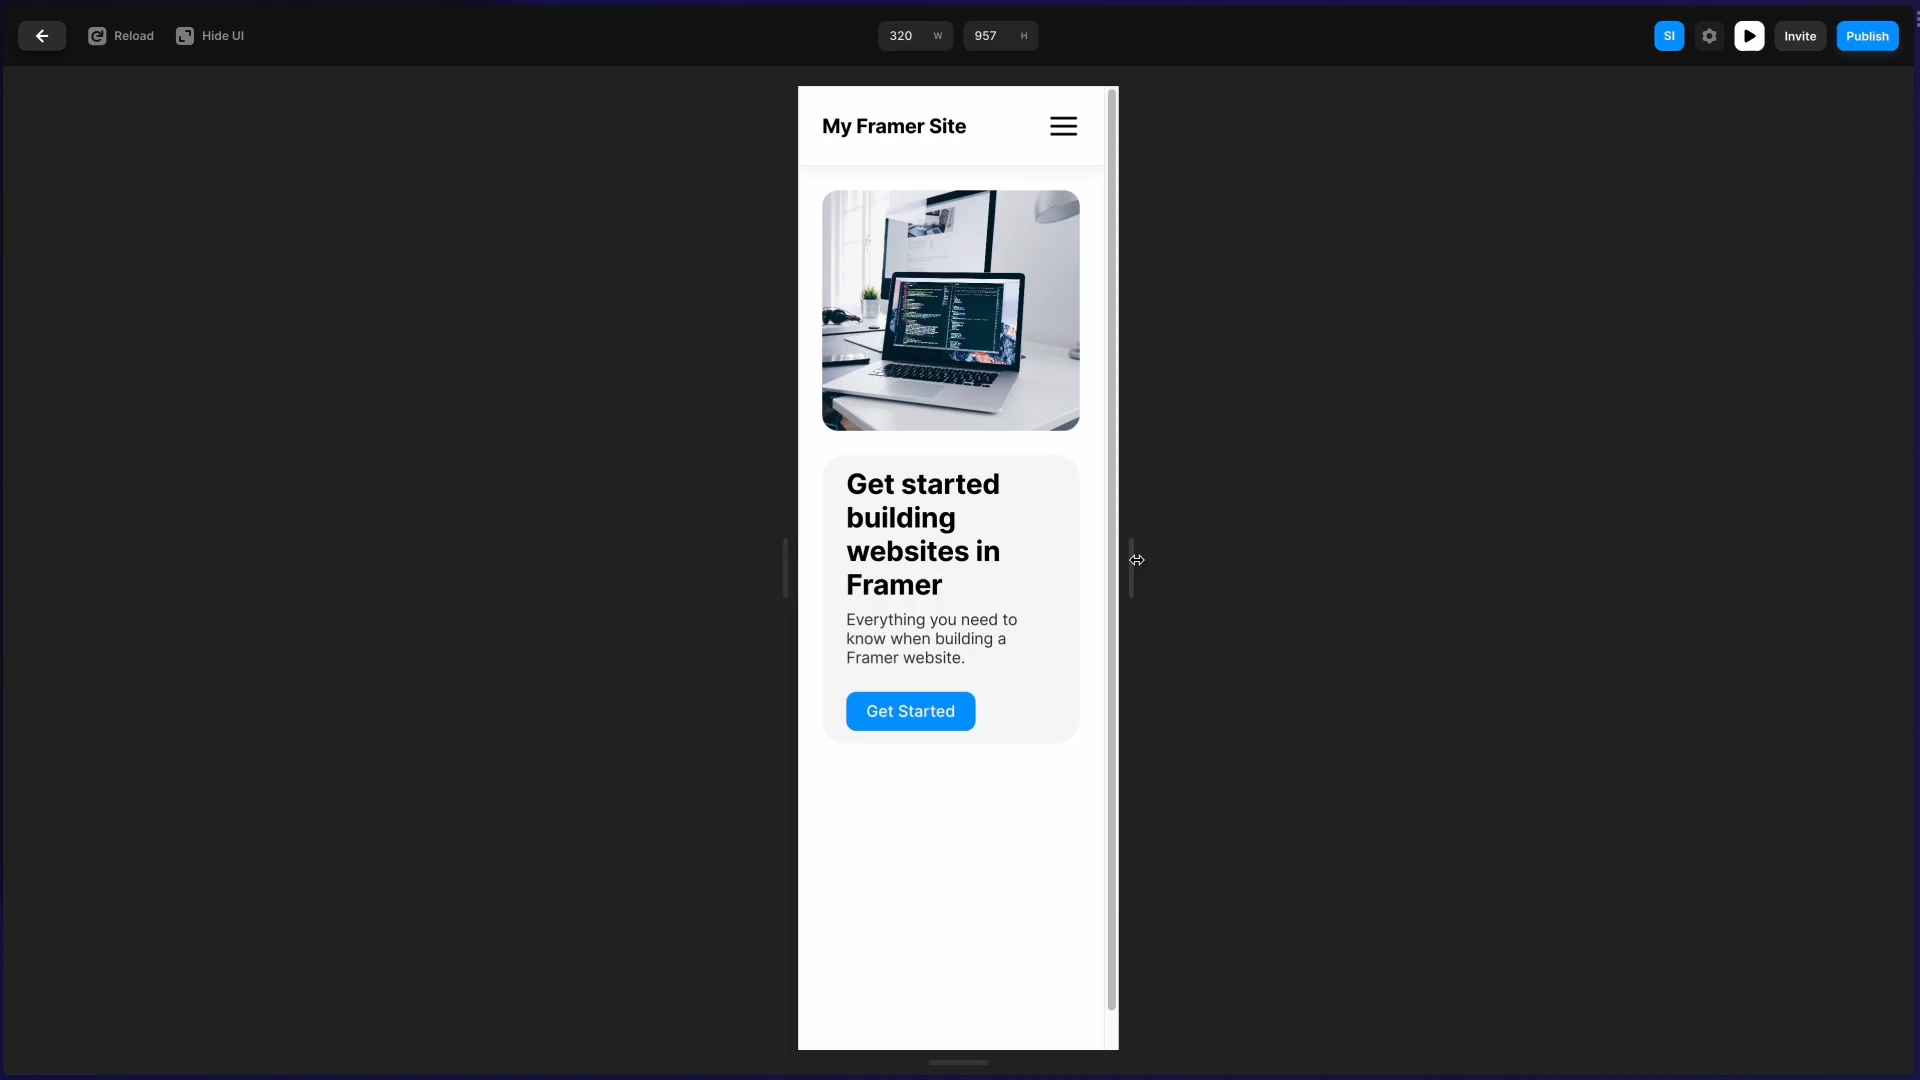 Reload
Hide UI
320 W
957 H
SI
Invite
Publish
My Framer Site
Get started
building
websites in
Framer
Everything you need to
know when building a
Framer website.
Get Started